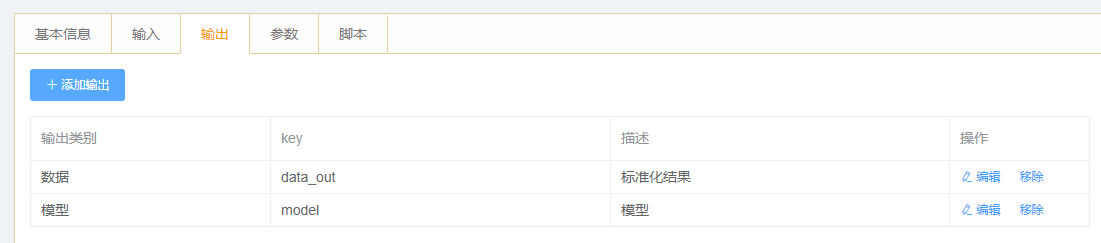 基本信息 输入 输出 参数 脚本
添加输出
输出类别 key 描述 操作
数据 data_out 标准化结果 编辑 移除
模型 model 模型 编辑 移除